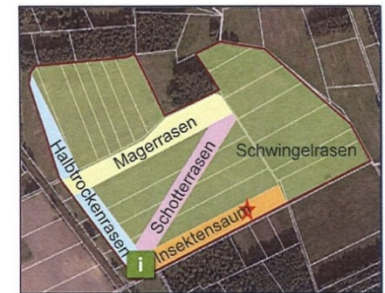 Magerrasen
Halbtrockenrasen
Schotterrasen
Schwingelrasen
Insektensaum
i